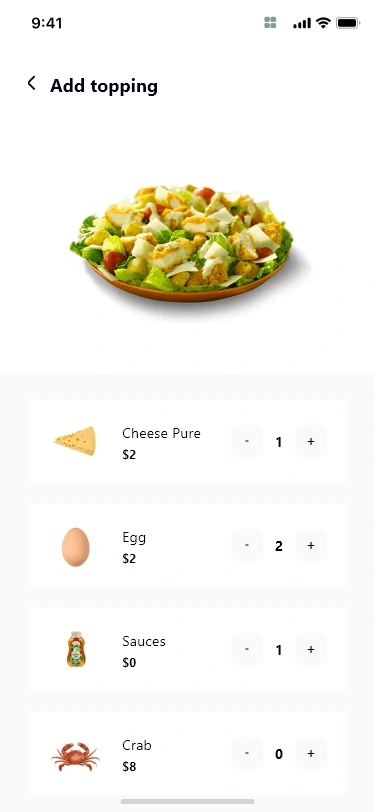 9:41
Add topping
Cheese Pure
$2
- 1 +
Egg
$2
- 2 +
Sauces
$0
- 1 +
Crab
$8
- 0 +